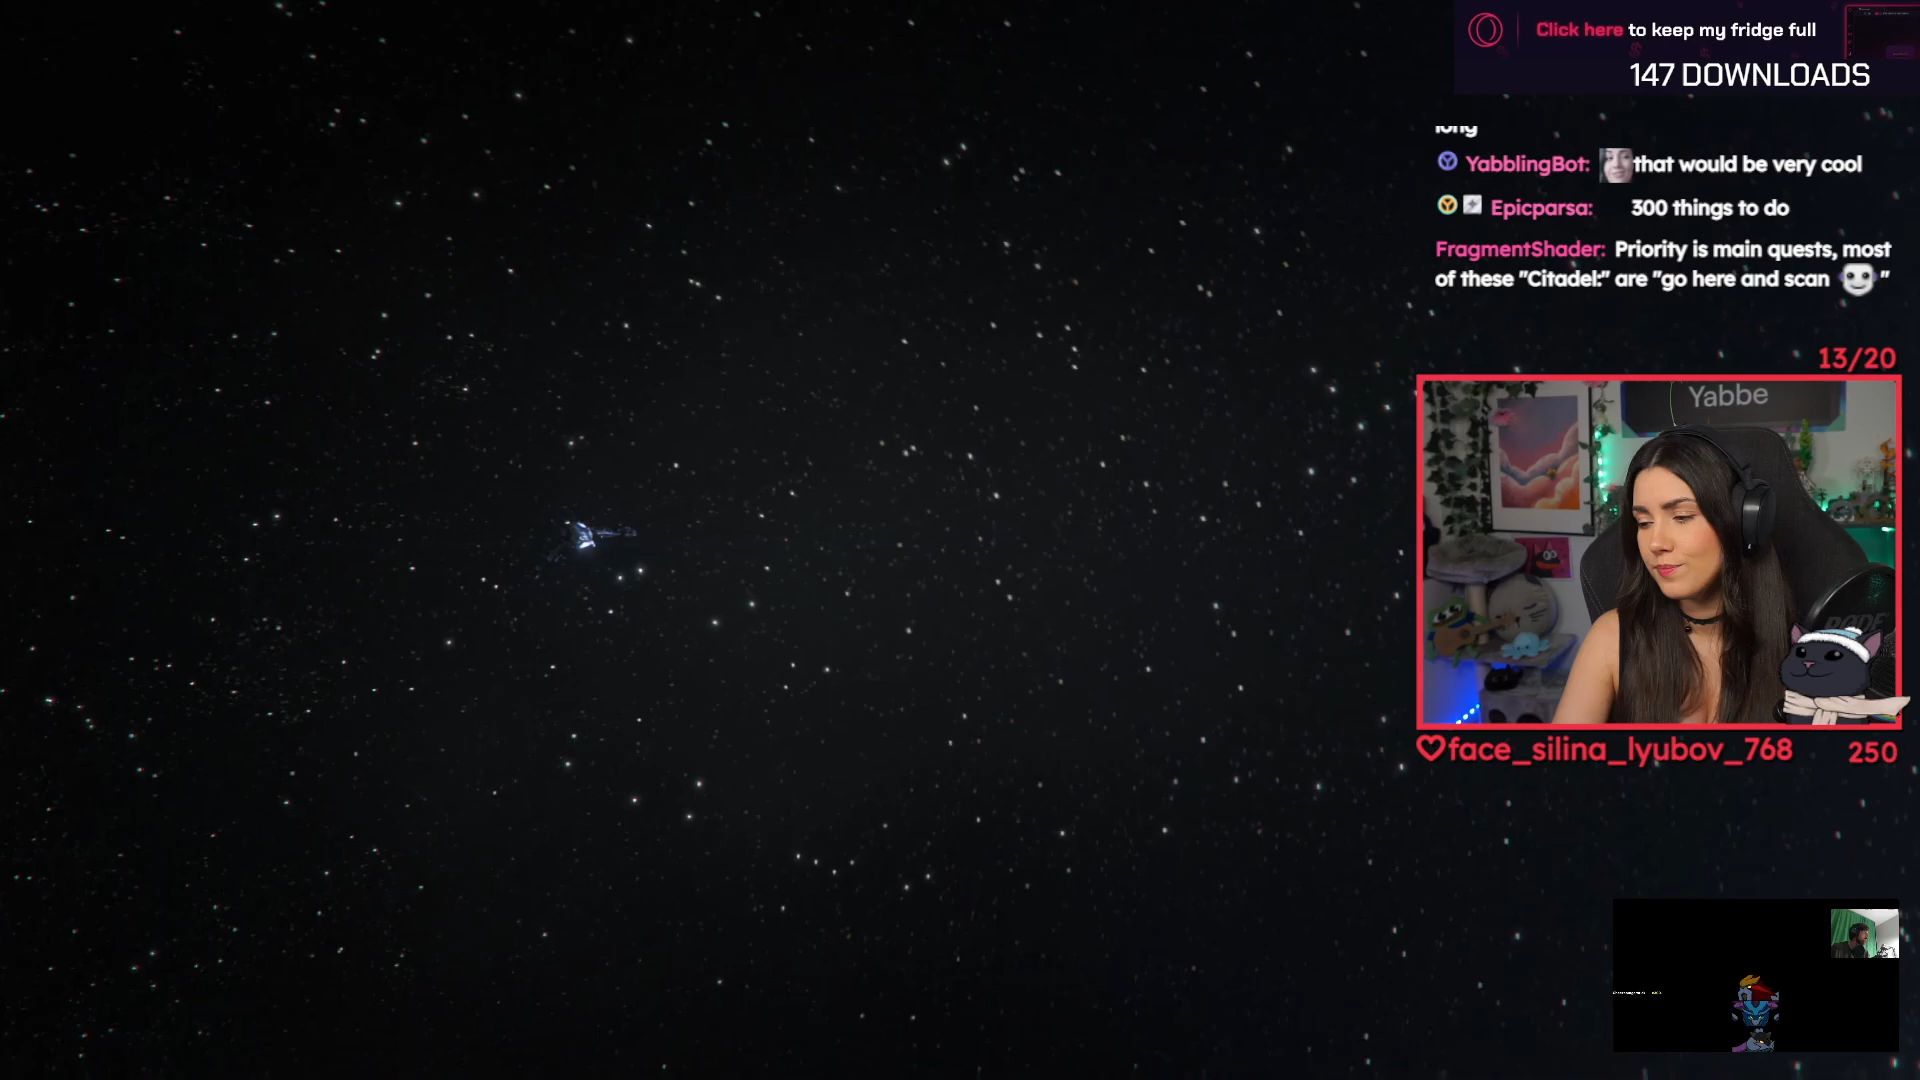 Click here to keep my fridge full
147 DOWNLOADS
long
YabblingBot: that would be very cool
Epicparsa: 300 things to do
FragmentShader: Priority is main quests, most
of these "Citadel:" are "go here and scan "
13/20
Yabbe
RODE
face_silina_lyubov_768 250